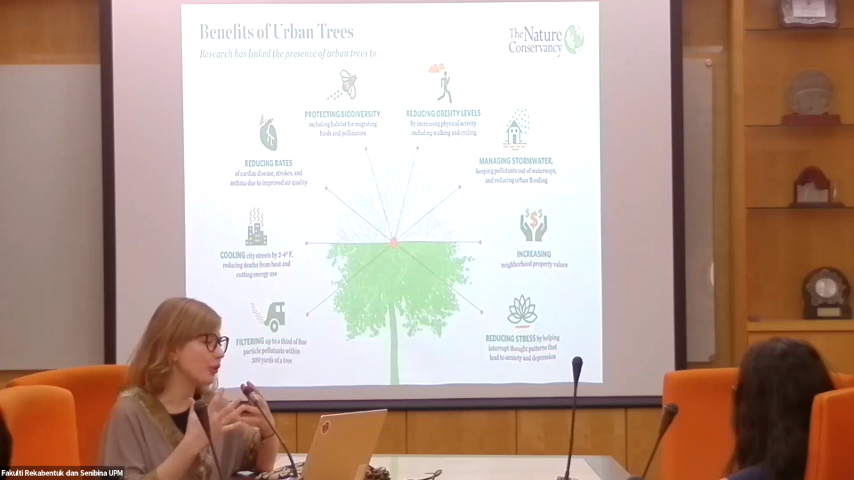 Benefits of Urban Trees
Research has linked the presence of urban trees to...
The Nature
Conservancy
PROTECTING BIODIVERSITY
including habitat for migrating
birds and pollinators
REDUCING OBESITY LEVELS
by increasing physical activity
including walking and cycling
REDUCING RATES
of cardiac disease, strokes, and
asthma due to improved air quality
MANAGING STORMWATER,
keeping pollutants out of waterways,
and reducing urban flooding
COOLING city streets by 2-4° F,
reducing deaths from heat and
cutting energy use
INCREASING
neighborhood property values
FILTERING up to a third of fine
particle pollutants within
300 yards of a tree
REDUCING STRESS by helping
interrupt thought patterns that
lead to anxiety and depression
Fakulti Rekabentuk dan Senibina UPM